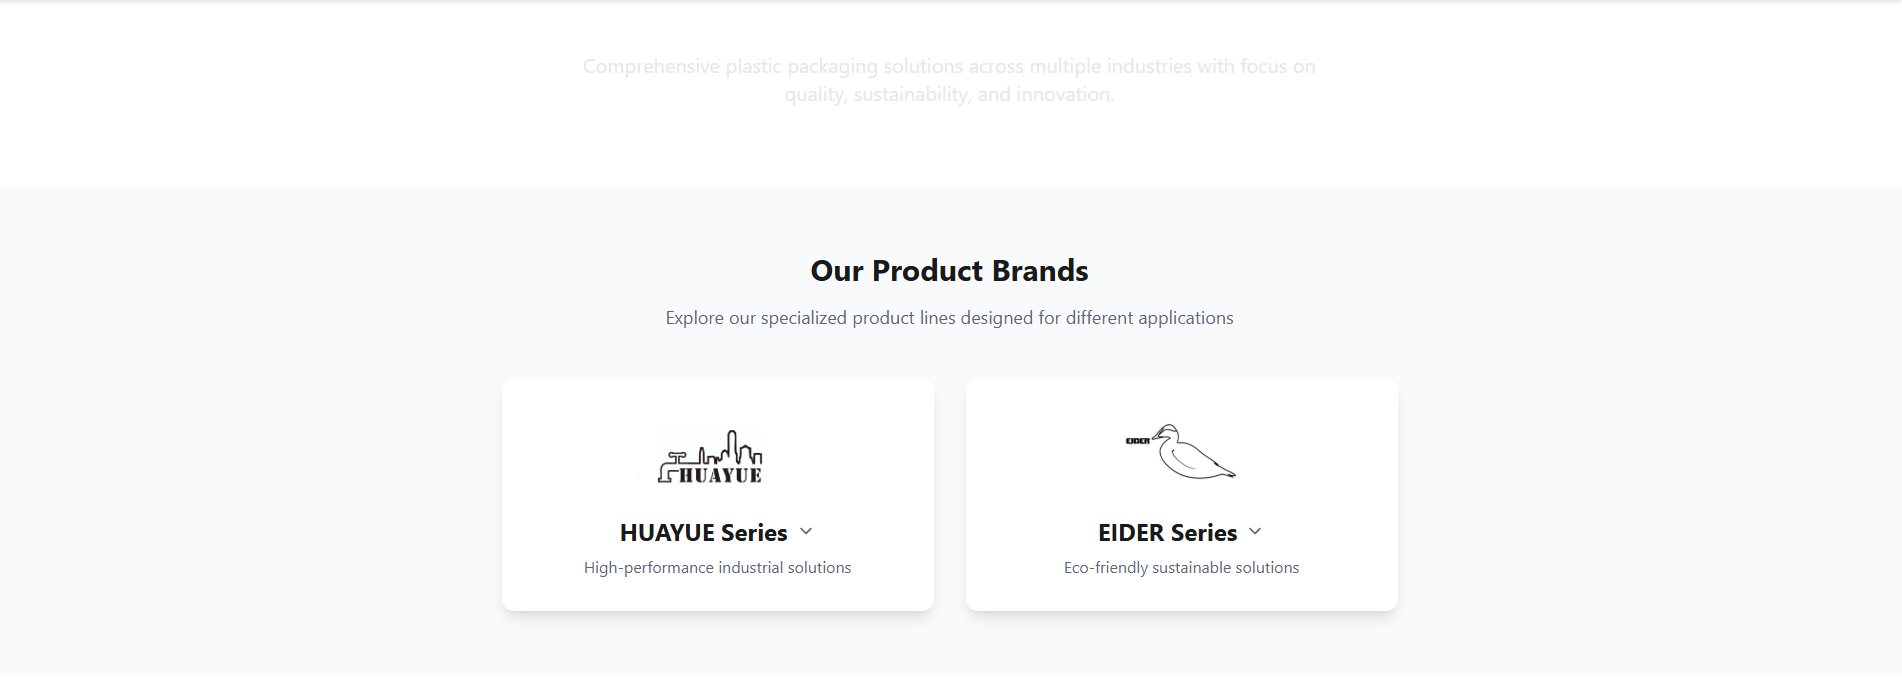 Comprehensive plastic packaging solutions across multiple industries with focus on
quality, sustainability, and innovation.
Our Product Brands
Explore our specialized product lines designed for different applications
HUAYUE
EIDER
HUAYUE Series
High-performance industrial solutions
EIDER Series
Eco-friendly sustainable solutions